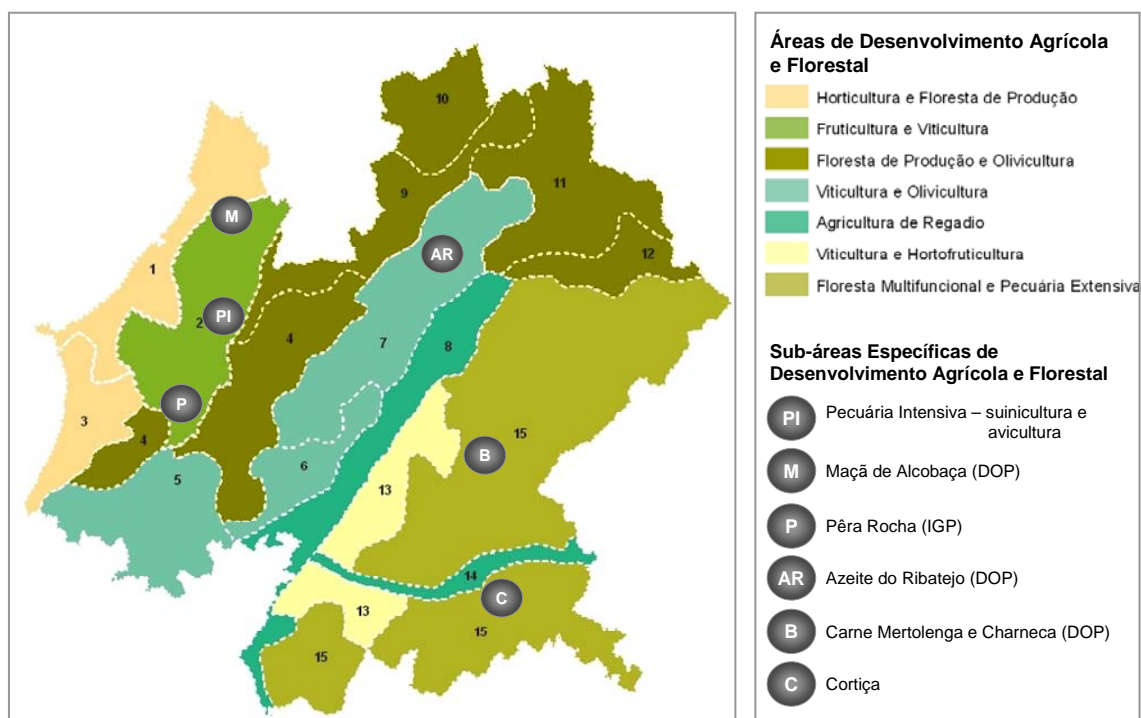 10
11
9
M
AR
12
1
PI
2
4
7
8
P
3
4
15
B
6
5
13
14
C
13
15
15
Áreas de Desenvolvimento Agrícola
e Florestal
Horticultura e Floresta de Produção
Fruticultura e Viticultura
Floresta de Produção e Olivicultura
Viticultura e Olivicultura
Agricultura de Regadio
Viticultura e Hortofruticultura
Floresta Multifuncional e Pecuária Extensiva
Sub-áreas Específicas de
Desenvolvimento Agrícola e Florestal
PI Pecuária Intensiva – suinicultura e
avicultura
M Maçã de Alcobaça (DOP)
P Pêra Rocha (IGP)
AR Azeite do Ribatejo (DOP)
B Carne Mertolenga e Charneca (DOP)
C Cortiça